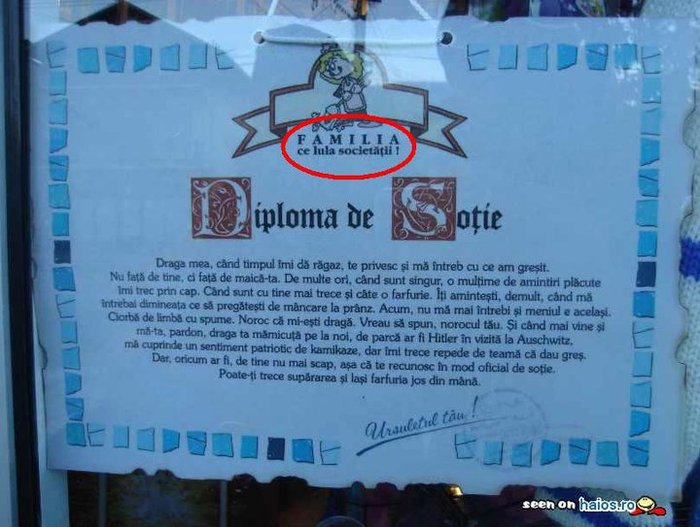 FAMILIA
ce lula societății !
Diploma de Soție
Draga mea, când timpul îmi dă răgaz, te privesc și mă întreb cu ce am greșit.
Nu față de tine, ci față de maică-ta. De multe ori, când sunt singur, o mulțime de amintiri plăcute
îmi trec prin cap. Când sunt cu tine mai trece și câte o farfurie. Îți amintești, demult, când mă
întrebai dimineața ce să pregătești de mâncare la prânz. Acum, nu mă mai întrebi și meniul e același.
Ciorbă de limbă cu spume. Noroc că mi-ești dragă. Vreau să spun, norocul tău. Și când mai vine și
mă-ta, pardon, draga ta mămicuță pe la noi, de parcă ar fi Hitler în vizită la Auschwitz,
mă cuprinde un sentiment patriotic de kamikaze, dar îmi trece repede de teamă că dau greș.
Dar, oricum ar fi, de tine nu mai scap, așa că te recunosc în mod oficial de soție.
Poate-ți trece supărarea și lași farfuria jos din mână.
Ursulețul tău !
seen on haios.ro